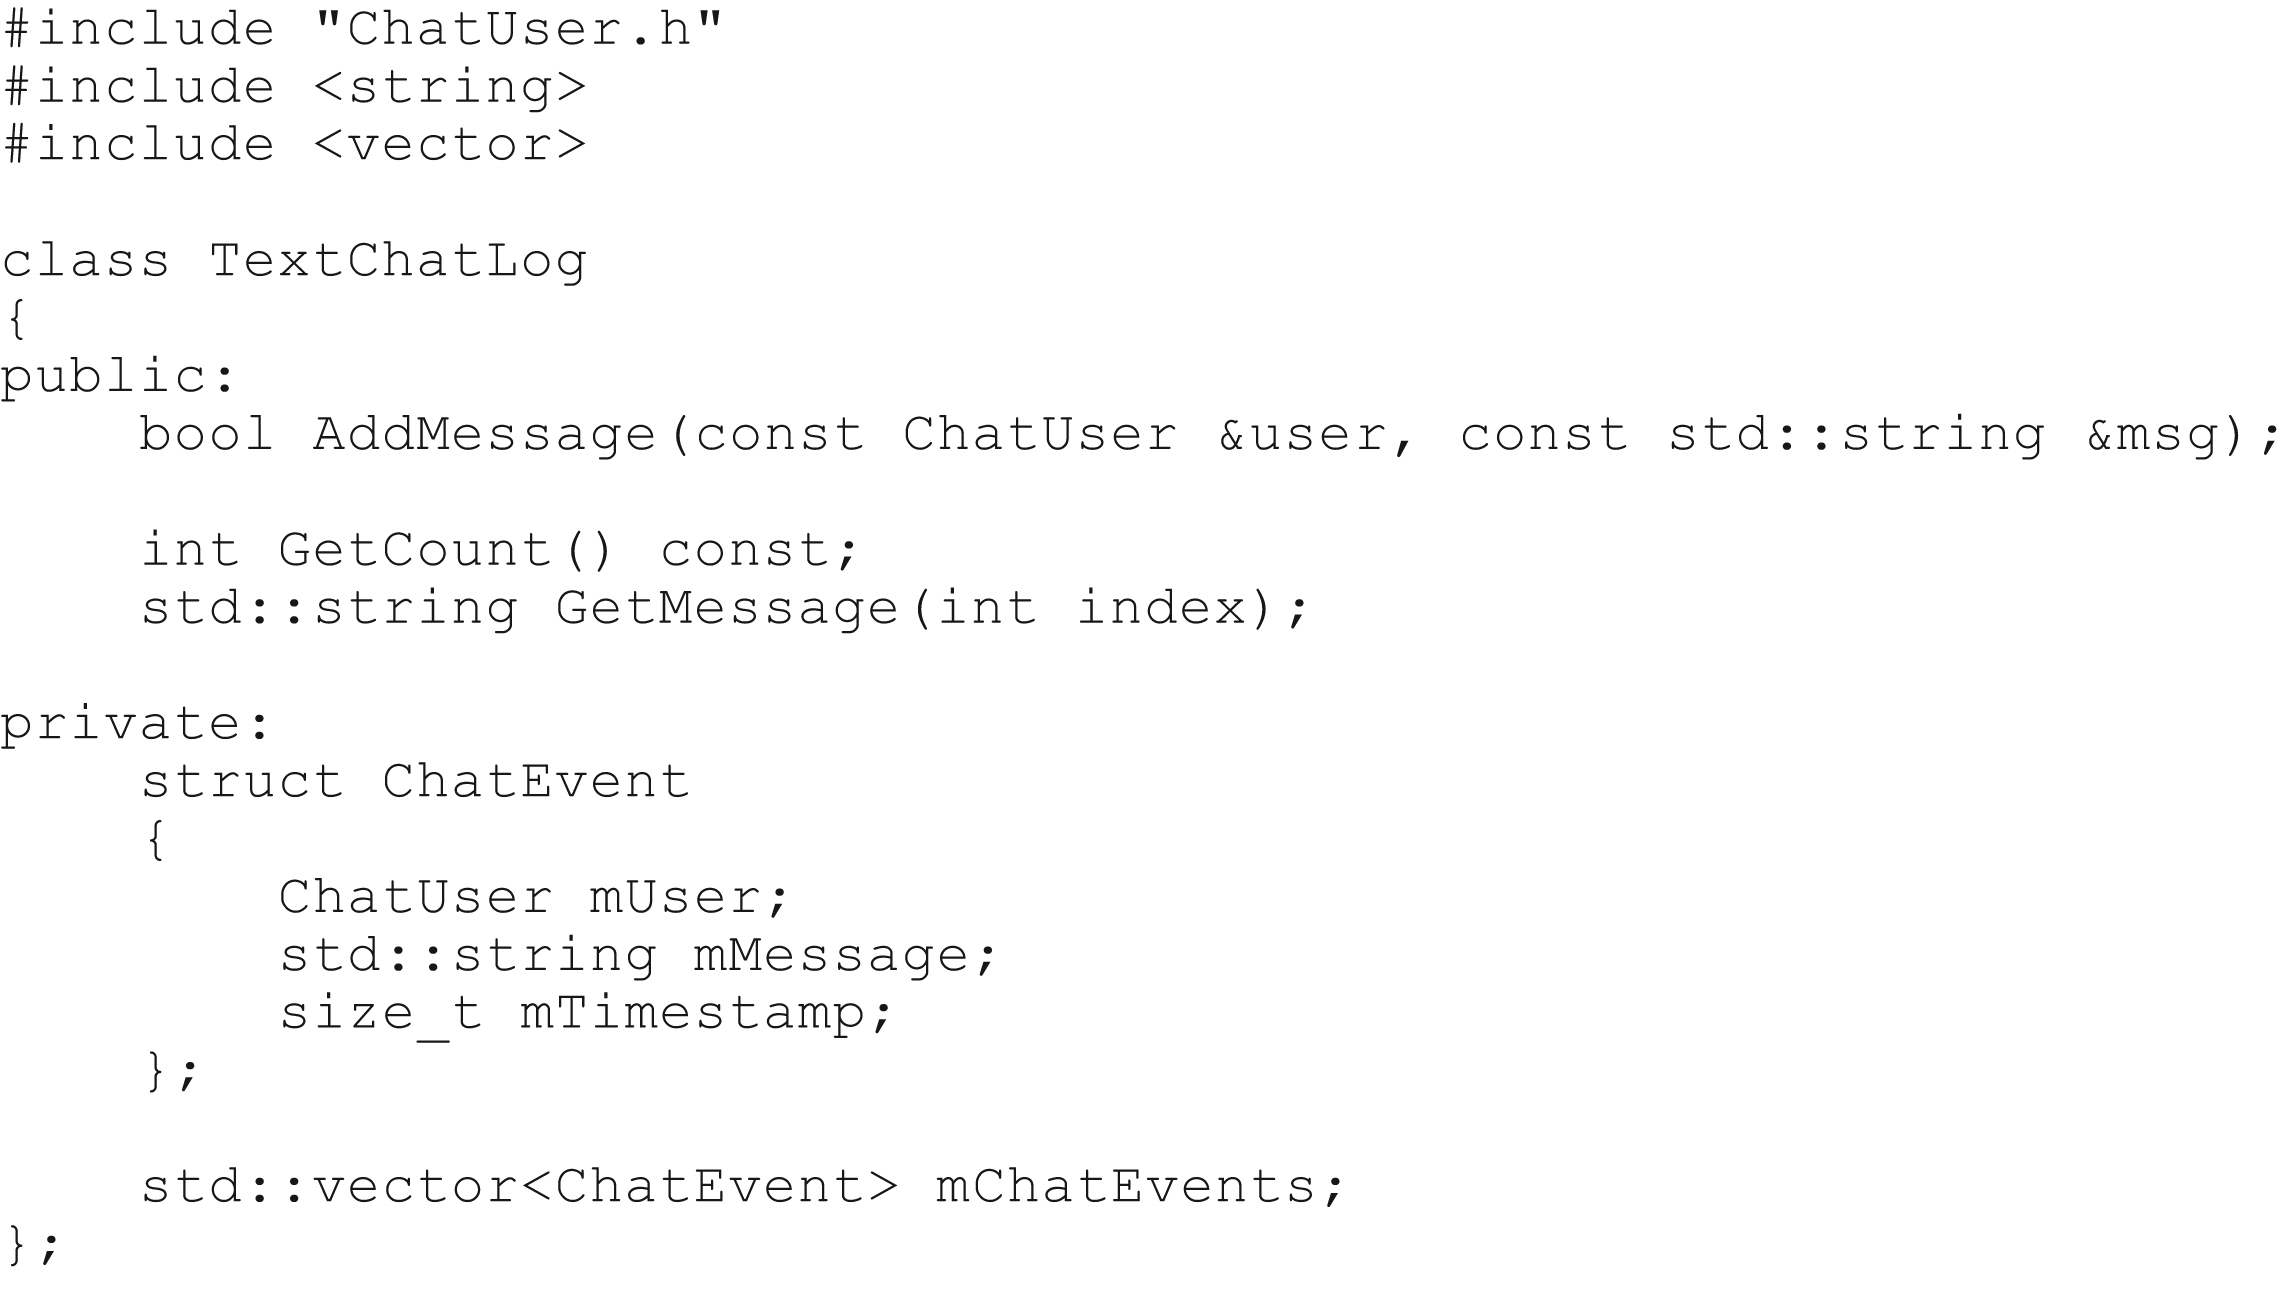 #include "ChatUser.h"
#include <string>
#include <vector>

class TextChatLog
{
public:
    bool AddMessage(const ChatUser &user, const std::string &msg);

    int GetCount() const;
    std::string GetMessage(int index);

private:
    struct ChatEvent
    {
        ChatUser mUser;
        std::string mMessage;
        size_t mTimestamp;
    };

    std::vector<ChatEvent> mChatEvents;
};